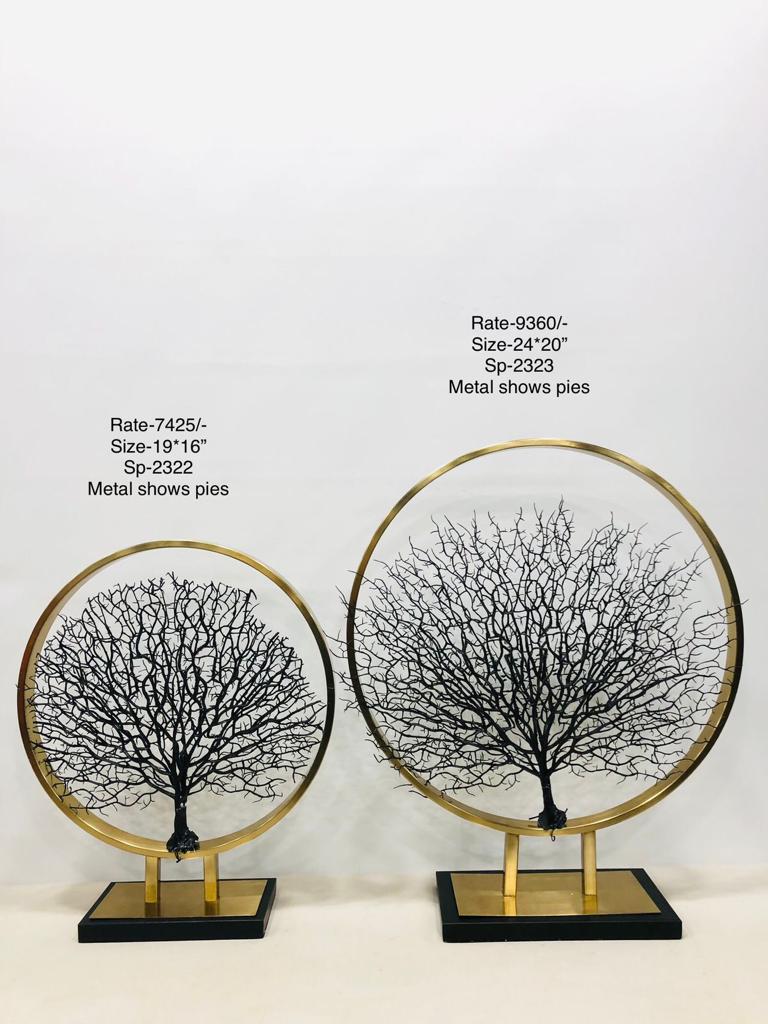 Rate-9360/-
Size-24*20”
Sp-2323
Metal shows pies
Rate-7425/-
Size-19*16”
Sp-2322
Metal shows pies